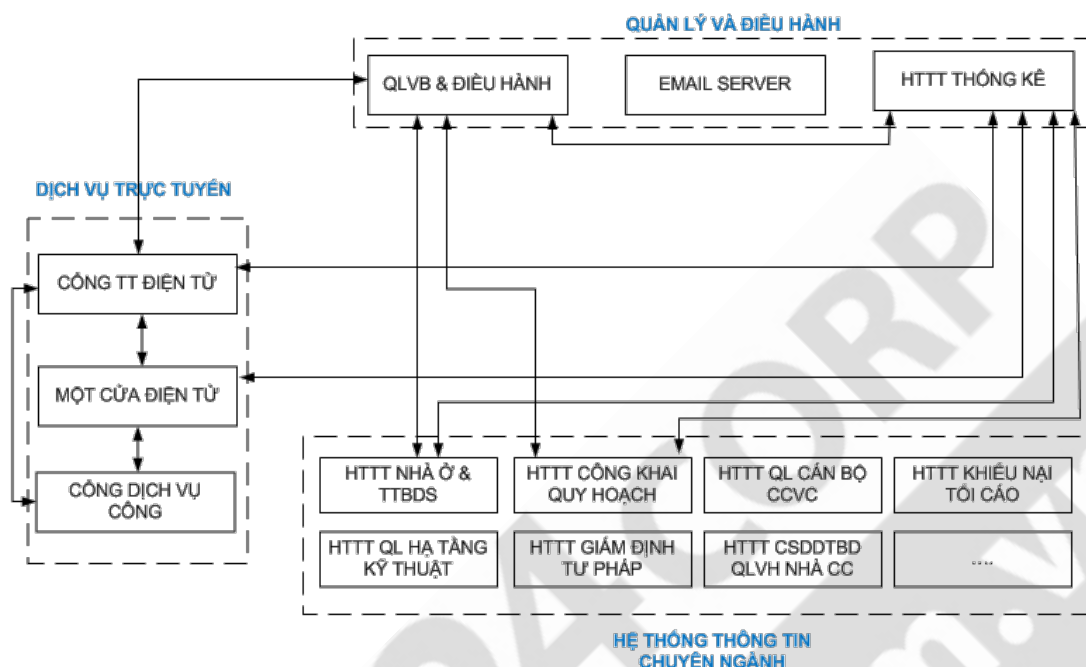 QUẢN LÝ VÀ ĐIỀU HÀNH
QLVB & ĐIỀU HÀNH
EMAIL SERVER
HTTT THỐNG KÊ
DỊCH VỤ TRỰC TUYẾN
CỔNG TT ĐIỆN TỬ
MỘT CỬA ĐIỆN TỬ
CỔNG DỊCH VỤ
CÔNG
HTTT NHÀ Ở &
TTBDS
HTTT CÔNG KHAI
QUY HOẠCH
HTTT QL CÁN BỘ
CCVC
HTTT KHIẾU NẠI
TỐI CÁO
HTTT QL HẠ TẦNG
KỸ THUẬT
HTTT GIÁM ĐỊNH
TƯ PHÁP
HTTT CSDDTBD
QLVH NHÀ CC
....
HỆ THỐNG THÔNG TIN
CHUYÊN NGÀNH